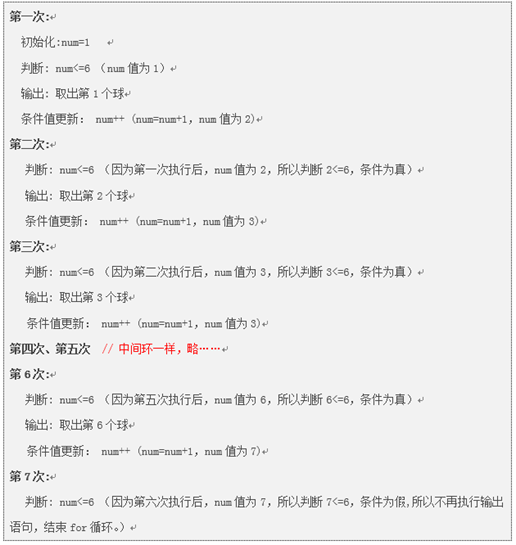 第一次:
初始化:num=1
判断: num<=6 （num 值为 1）
输出: 取出第 1 个球
条件值更新： num++ (num=num+1，num 值为 2)
第二次:
判断: num<=6 （因为第一次执行后，num 值为 2，所以判断 2<=6，条件为真）
输出: 取出第 2 个球
条件值更新： num++ (num=num+1，num 值为 3)
第三次:
判断: num<=6 （因为第二次执行后，num 值为 3，所以判断 3<=6，条件为真）
输出: 取出第 3 个球
条件值更新： num++ (num=num+1，num 值为 3)
第四次、第五次 // 中间环一样，略……
第 6 次:
判断: num<=6 （因为第五次执行后，num 值为 6，所以判断 6<=6，条件为真）
输出: 取出第 6 个球
条件值更新： num++ (num=num+1，num 值为 7)
第 7 次:
判断: num<=6 （因为第六次执行后，num 值为 7，所以判断 7<=6，条件为假,所以不再执行输出
语句，结束 for 循环。）